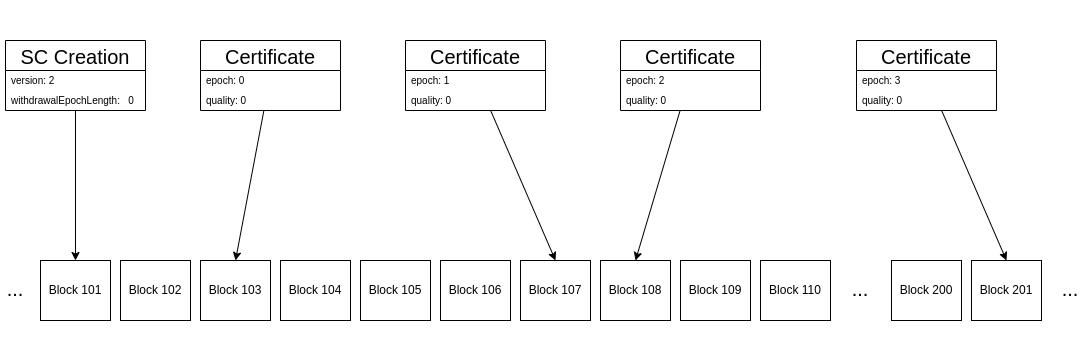 SC Creation
version: 2
withdrawalEpochLength: 0
Certificate
epoch: 0
quality: 0
Certificate
epoch: 1
quality: 0
Certificate
epoch: 2
quality: 0
Certificate
epoch: 3
quality: 0
... Block 101 Block 102 Block 103 Block 104 Block 105 Block 106 Block 107 Block 108 Block 109 Block 110 ... Block 200 Block 201 ...